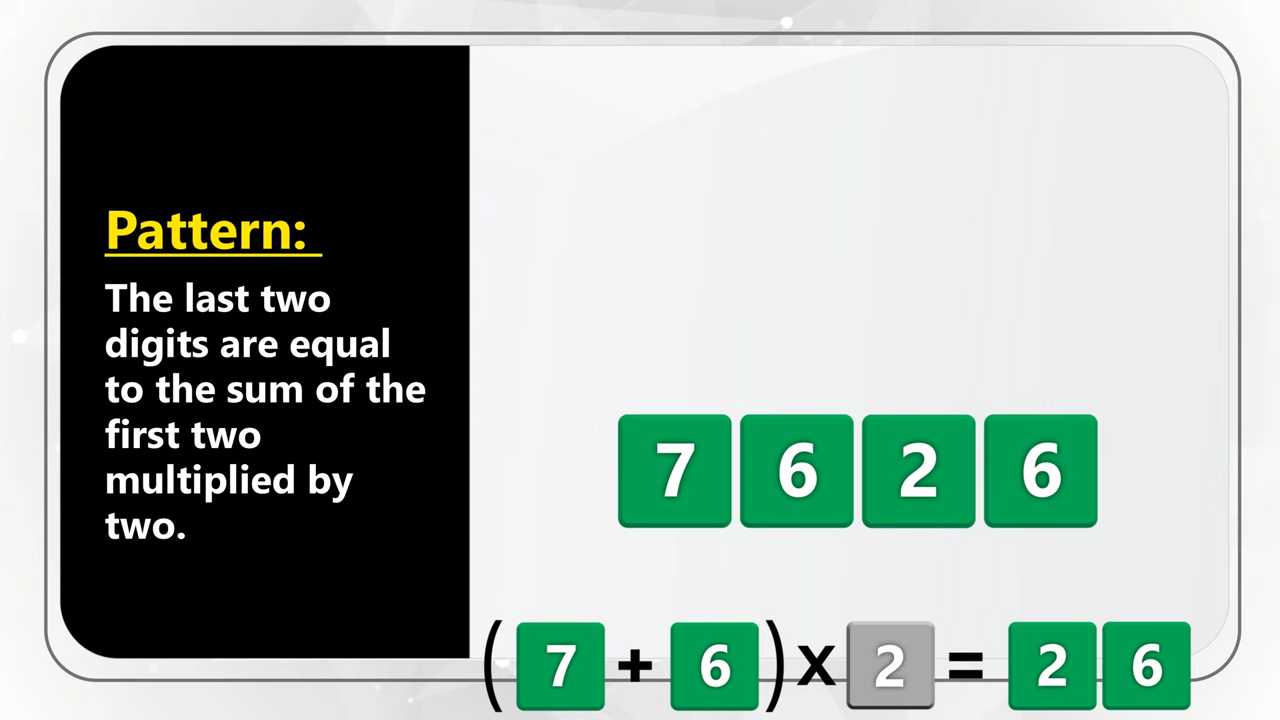 Pattern:
The last two
digits are equal
to the sum of the
first two
multiplied by
two.
7 6 2 6
( 7 + 6 ) x 2 = 2 6